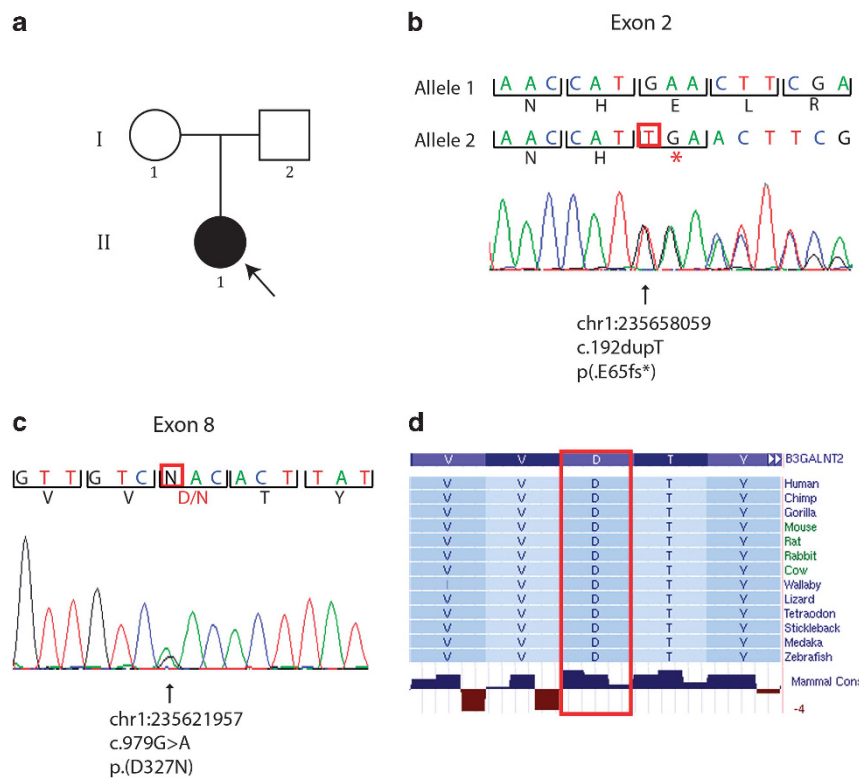 a
I
1
2
II
1
b
Exon 2
Allele 1 A A C C A T G A A C T T C G A
N H E L R
Allele 2 A A C C A T T G A A C T T C G
N H *
chr1:235658059
c.192dupT
p(.E65fs*)
c
Exon 8
G T T G T C N A C A C T T A T
V V D/N T Y
chr1:235621957
c.979G>A
p.(D327N)
d
V V D T Y B3GALNT2
V V D T Y Human
V V D T Y Chimp
V V D T Y Gorilla
V V D T Y Mouse
V V D T Y Rat
V V D T Y Rabbit
V V D T Y Cow
I V D T Y Wallaby
V V D T Y Lizard
V V D T Y Tetraodon
V V D T Y Stickleback
V V D T Y Medaka
V V D T Y Zebrafish
Mammal Cons
-4